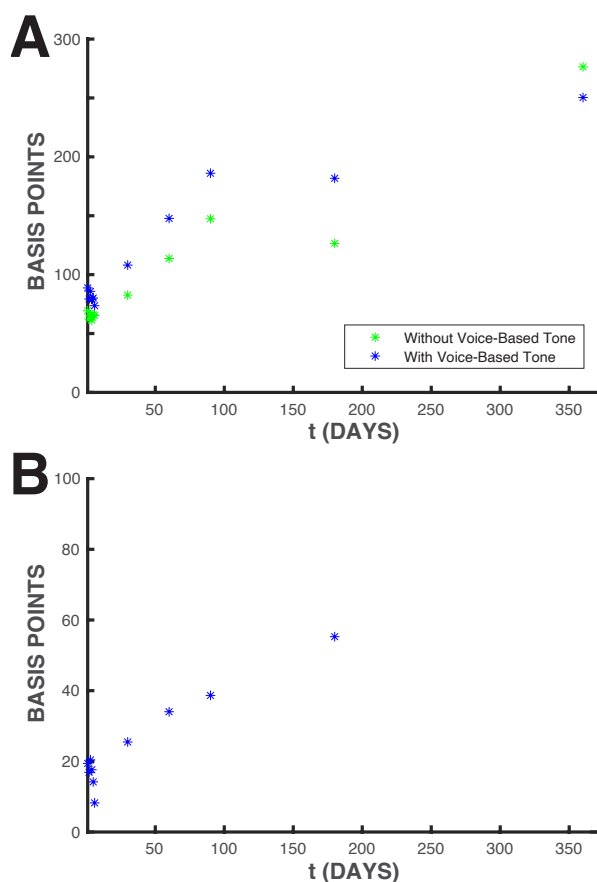 A
300
200
100
0
BASIS POINTS
Without Voice-Based Tone
With Voice-Based Tone
50 100 150 200 250 300 350
t (DAYS)
B
100
80
60
40
20
0
BASIS POINTS
50 100 150 200 250 300 350
t (DAYS)